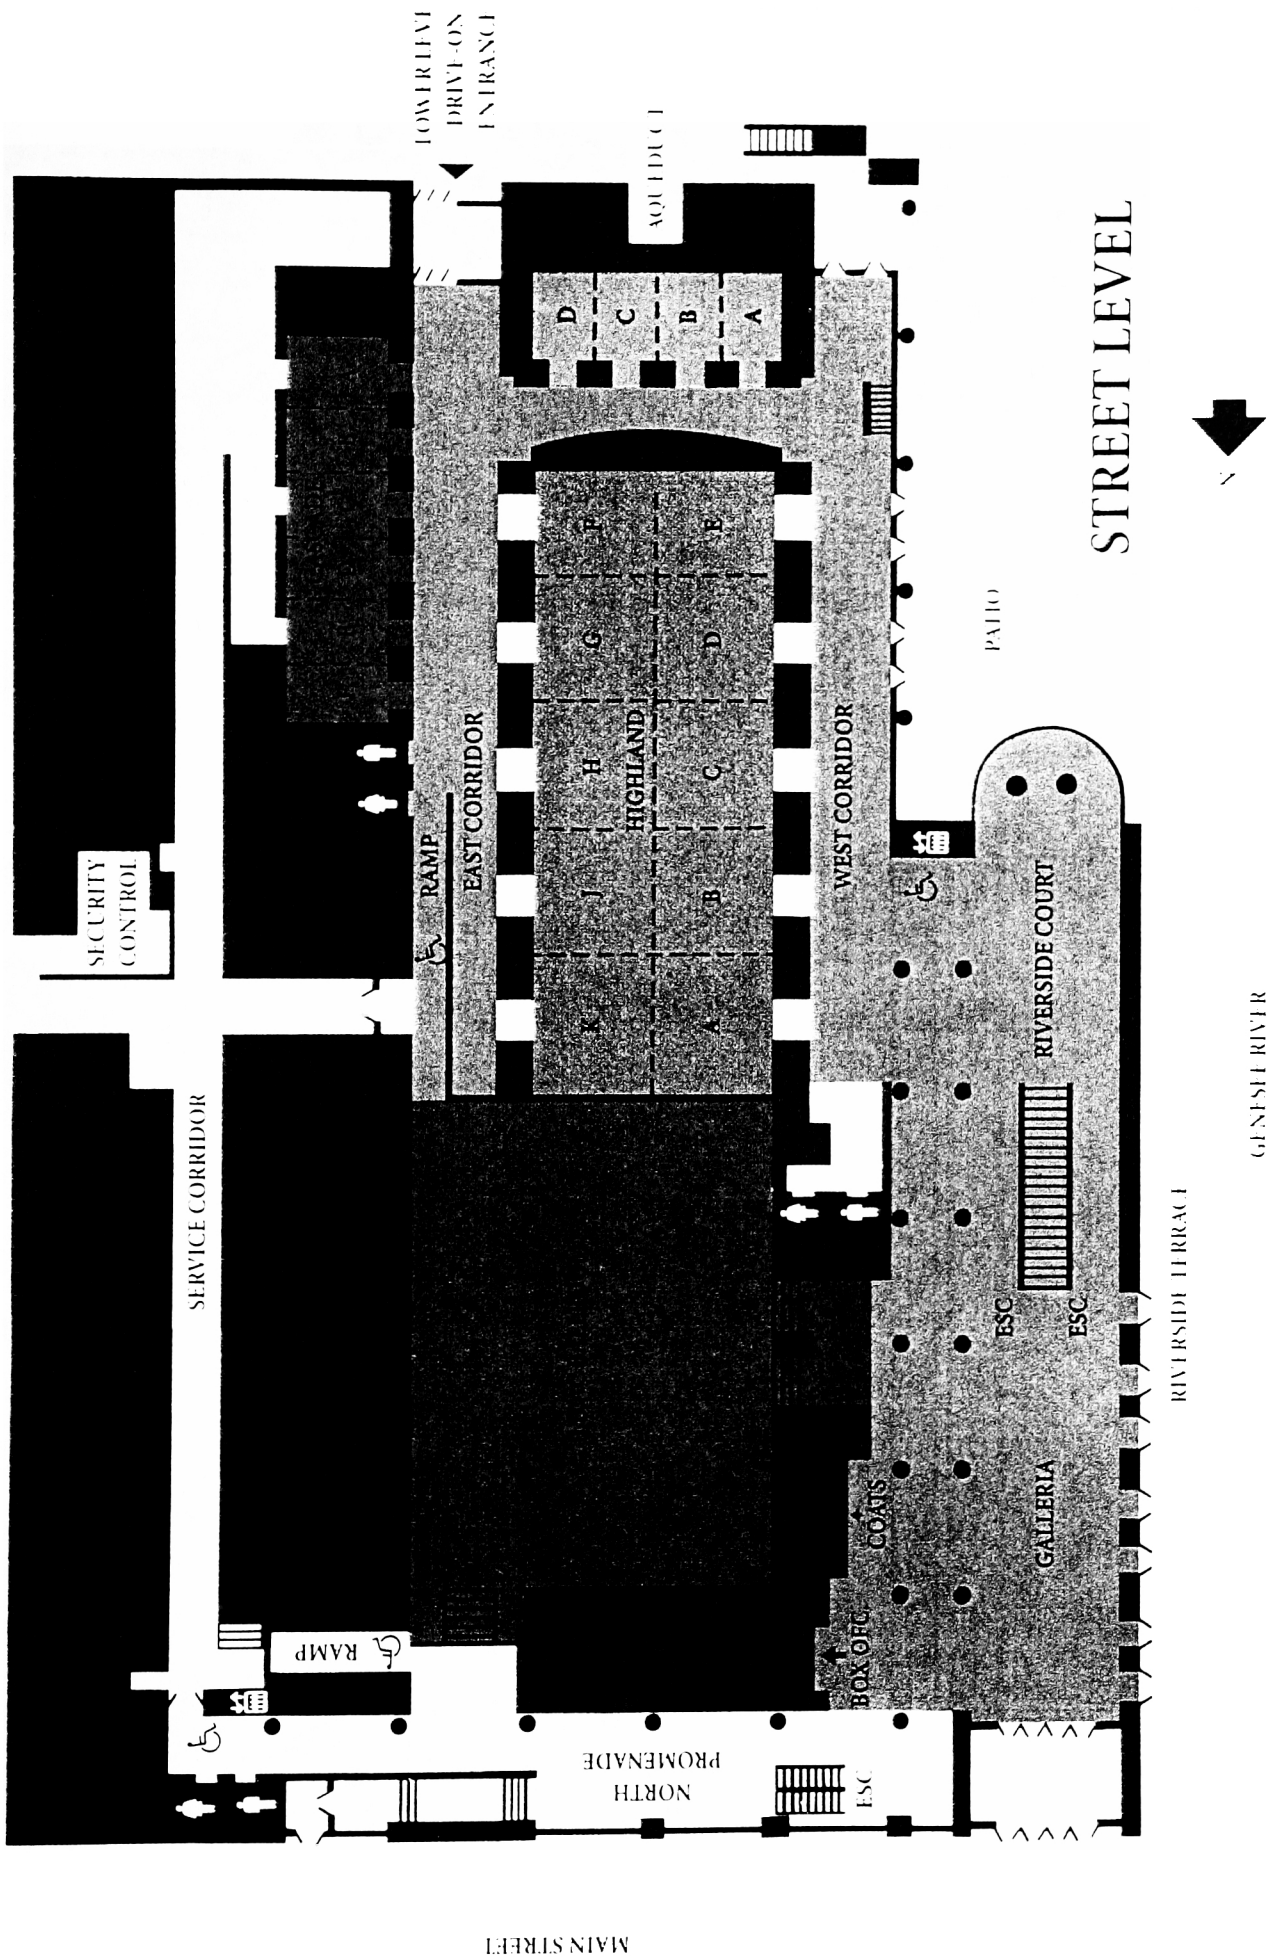 LOWER LEVE
DRIVE-ON
ENTRANCE
AQUEDUCT
D
C
B
A
STREET LEVEL
N
F
E
G
D
H
C
HIGHLAND
J
B
K
A
RAMP
EAST CORRIDOR
WEST CORRIDOR
PATIO
SECURITY
CONTROL
RIVERSIDE COURT
SERVICE CORRIDOR
GENESEE RIVER
RIVERSIDE TERRACE
ESC
ESC
COATS
GALLERIA
BOX OFC
RAMP
NORTH
PROMENADE
ESC
MAIN STREET